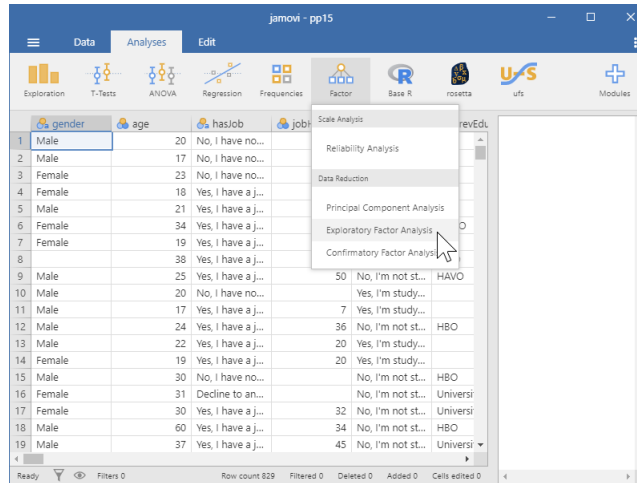 jamovi - pp15
Data Analyses Edit
Exploration T-Tests ANOVA Regression Frequencies Factor Base R rosetta ufs Modules
Scale Analysis
Reliability Analysis
Data Reduction
Principal Component Analysis
Exploratory Factor Analysis
Confirmatory Factor Analysis
gender age hasJob jobH revEdu
1 Male 20 No, I have no...
2 Male 17 No, I have no...
3 Female 23 No, I have no...
4 Female 18 Yes, I have a j...
5 Male 21 Yes, I have a j...
6 Female 34 Yes, I have a j... O
7 Female 19 Yes, I have a j...
8 38 Yes, I have a j...
9 Male 25 Yes, I have a j... 50 No, I'm not st... HAVO
10 Male 20 No, I have no... Yes, I'm study...
11 Male 17 Yes, I have a j... 7 Yes, I'm study...
12 Male 24 Yes, I have a j... 36 No, I'm not st... HBO
13 Male 22 Yes, I have a j... 20 Yes, I'm study...
14 Female 19 Yes, I have a j... 20 Yes, I'm study...
15 Male 30 No, I have no... No, I'm not st... HBO
16 Female 31 Decline to an... No, I'm not st... Universi
17 Female 30 Yes, I have a j... 32 No, I'm not st... Universi
18 Male 60 Yes, I have a j... 34 No, I'm not st... HBO
19 Male 37 Yes, I have a j... 45 No, I'm not st... Universi
Ready Filters 0 Row count 829 Filtered 0 Deleted 0 Added 0 Cells edited 0